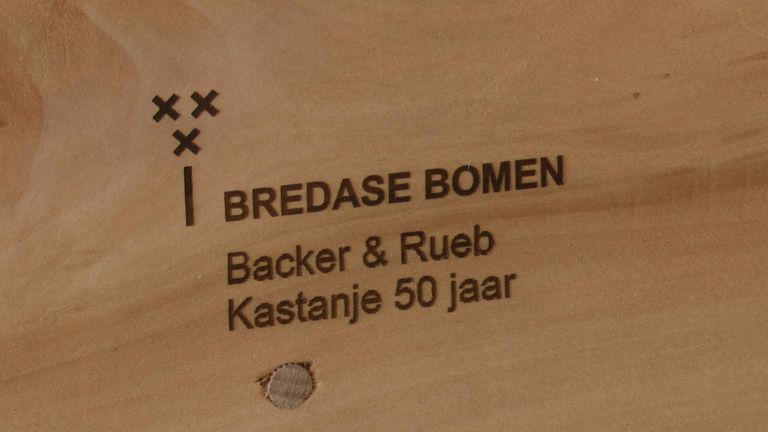 BREDASE BOMEN
Backer & Rueb
Kastanje 50 jaar